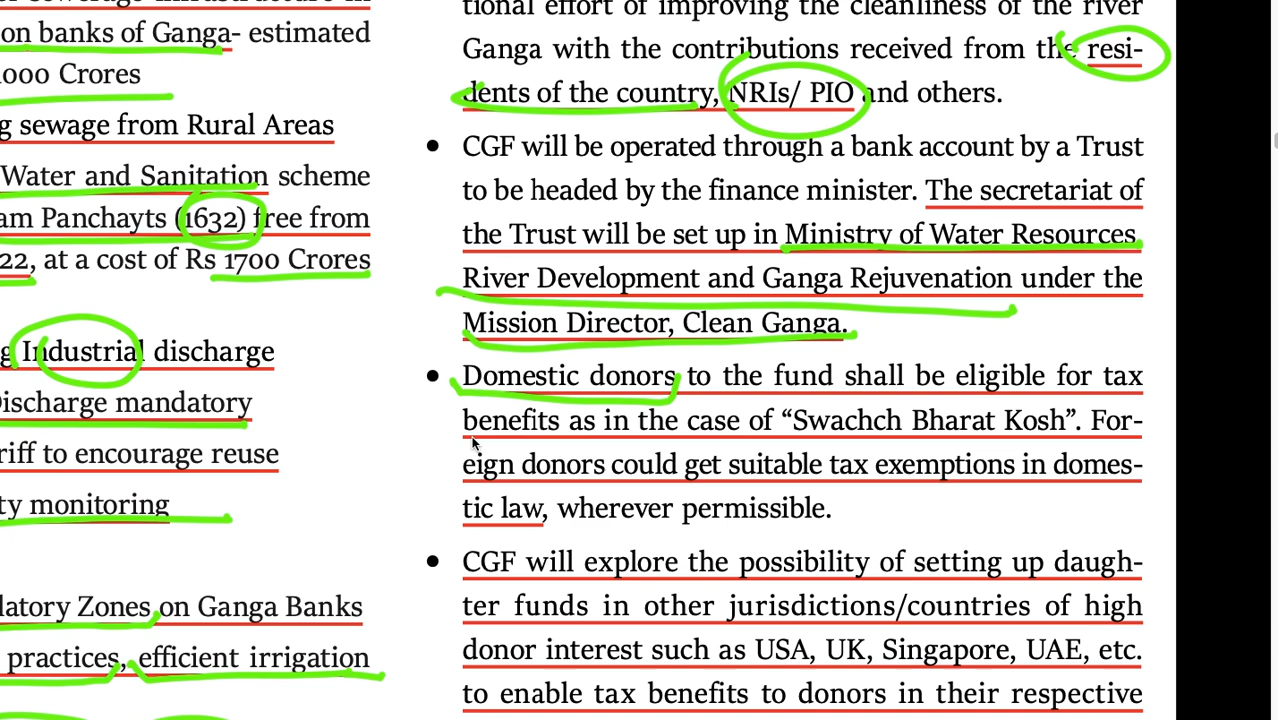 of Sewerage Infrastructure in
on banks of Ganga- estimated
000 Crores
g sewage from Rural Areas
Water and Sanitation scheme
am Panchayts (1632) free from
22, at a cost of Rs 1700 Crores
g Industrial discharge
Discharge mandatory
riff to encourage reuse
ty monitoring
latory Zones on Ganga Banks
practices, efficient irrigation
tional effort of improving the cleanliness of the river
Ganga with the contributions received from the resi-
dents of the country, NRIs/ PIO and others.
• CGF will be operated through a bank account by a Trust
to be headed by the finance minister. The secretariat of
the Trust will be set up in Ministry of Water Resources,
River Development and Ganga Rejuvenation under the
Mission Director, Clean Ganga.
• Domestic donors to the fund shall be eligible for tax
benefits as in the case of “Swachch Bharat Kosh”. For-
eign donors could get suitable tax exemptions in domes-
tic law, wherever permissible.
• CGF will explore the possibility of setting up daugh-
ter funds in other jurisdictions/countries of high
donor interest such as USA, UK, Singapore, UAE, etc.
to enable tax benefits to donors in their respective